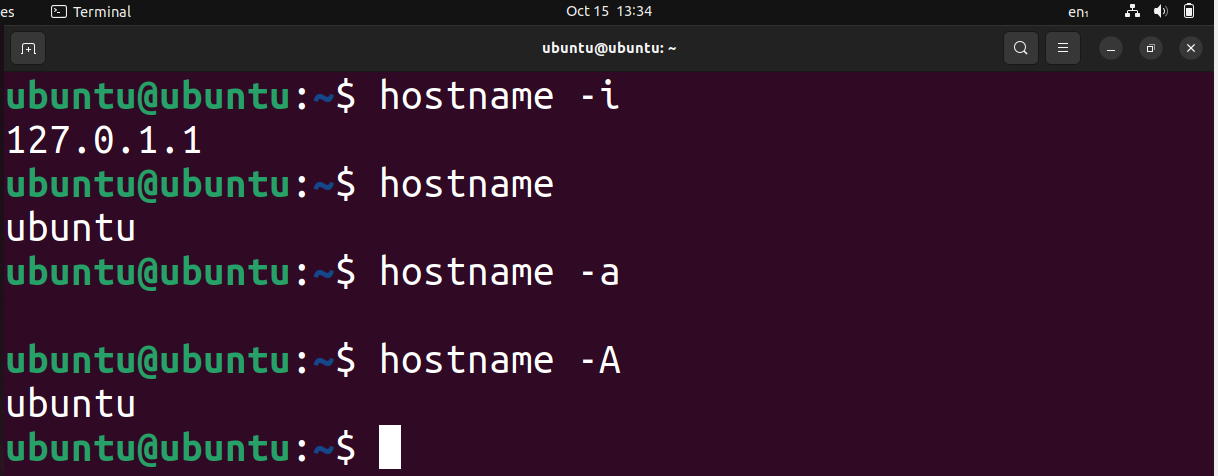 es Terminal Oct 15 13:34 en₁
ubuntu@ubuntu: ~
ubuntu@ubuntu:~$ hostname -i
127.0.1.1
ubuntu@ubuntu:~$ hostname
ubuntu
ubuntu@ubuntu:~$ hostname -a
ubuntu@ubuntu:~$ hostname -A
ubuntu
ubuntu@ubuntu:~$